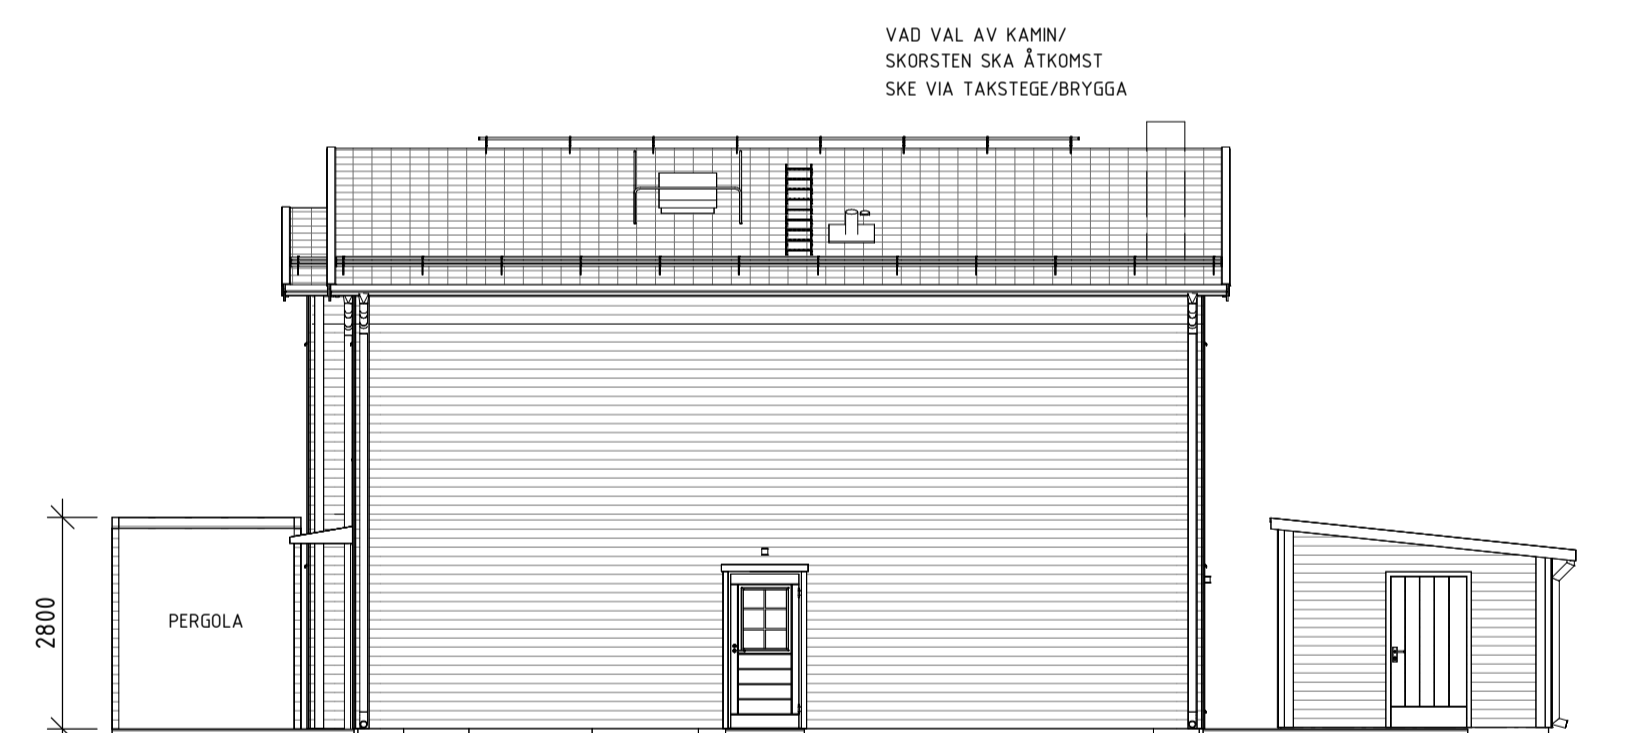 VAD VAL AV KAMIN/
SKORSTEN SKA ÅTKOMST
SKE VIA TAKSTEGE/BRYGGA
PERGOLA
2800